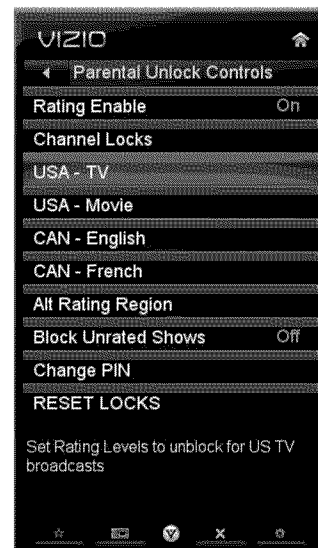 VIZIO
Parental Unlock Controls
Rating Enable On
Channel Locks
USA - TV
USA - Movie
CAN - English
CAN - French
Alt Rating Region
Block Unrated Shows Off
Change PIN
RESET LOCKS
Set Rating Levels to unblock for US TV
broadcasts
V